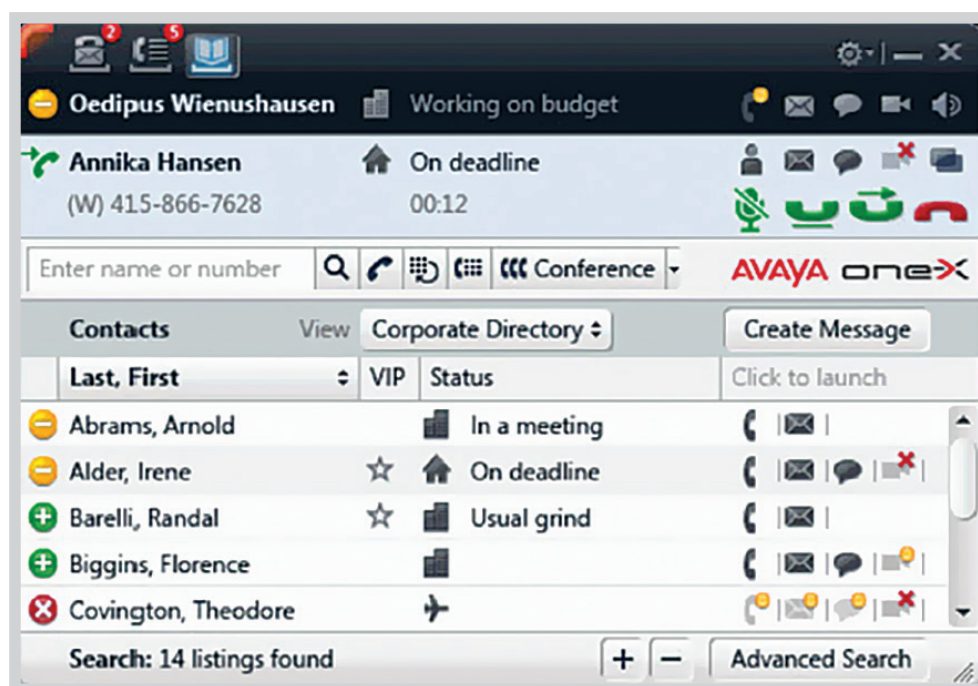 2 5
Oedipus Wienushausen Working on budget
Annika Hansen On deadline
(W) 415-866-7628 00:12
Enter name or number Conference AVAYA one-X
Contacts View Corporate Directory Create Message
Last, First VIP Status Click to launch
Abrams, Arnold In a meeting
Alder, Irene On deadline
Barelli, Randal Usual grind
Biggins, Florence
Covington, Theodore
Search: 14 listings found + − Advanced Search